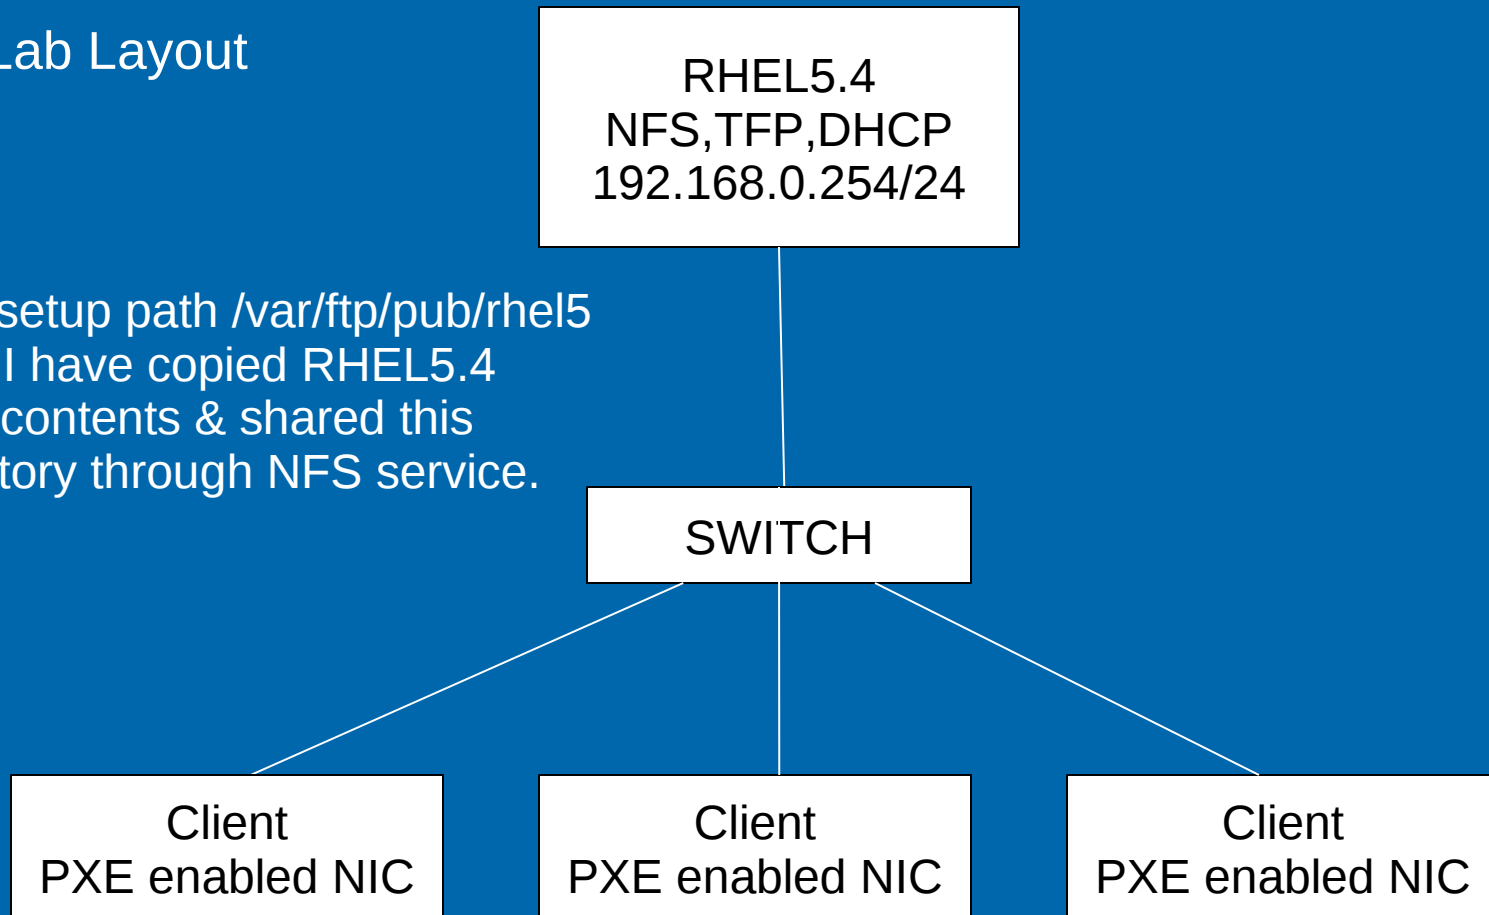 Lab Layout
RHEL5.4
NFS,TFP,DHCP
192.168.0.254/24
setup path /var/ftp/pub/rhel5
I have copied RHEL5.4
contents & shared this
tory through NFS service.
SWITCH
Client
PXE enabled NIC
Client
PXE enabled NIC
Client
PXE enabled NIC